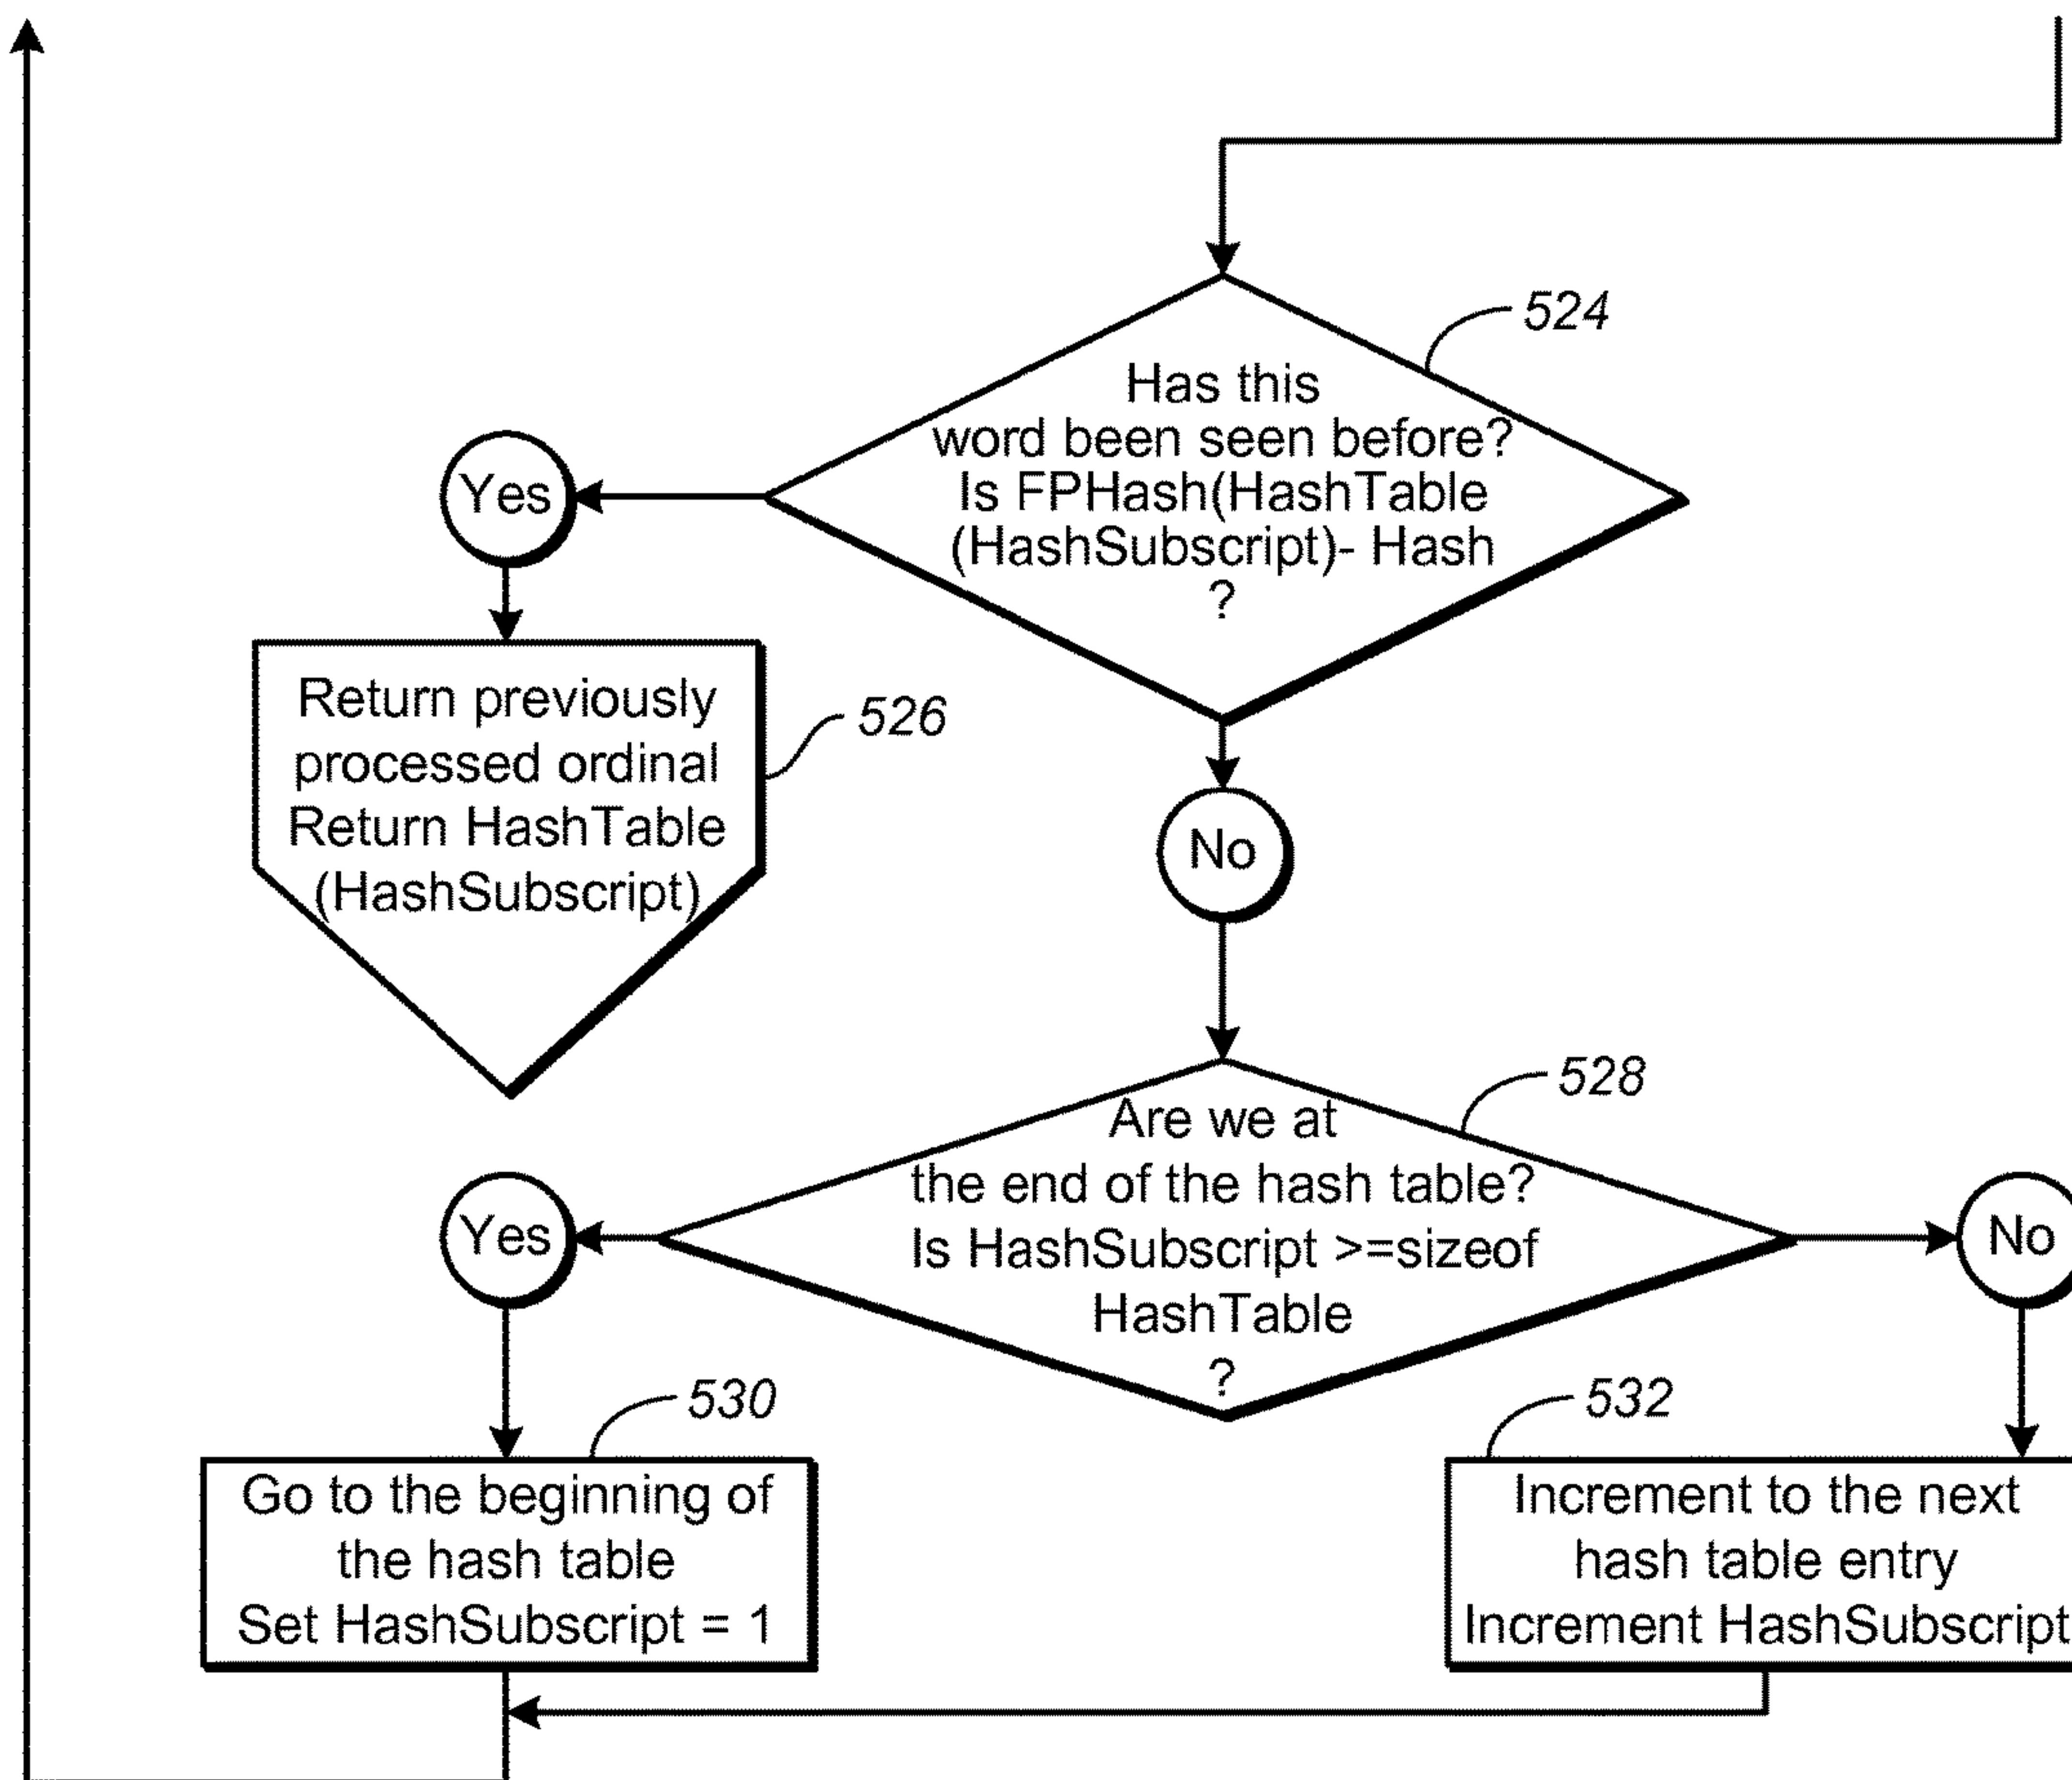 524
Has this
word been seen before?
Is FPHash(HashTable
(HashSubscript)- Hash
?
Yes
Return previously
processed ordinal
Return HashTable
(HashSubscript)
526
No
528
Are we at
the end of the hash table?
Is HashSubscript >=sizeof
HashTable
?
Yes
No
530
Go to the beginning of
the hash table
Set HashSubscript = 1
532
Increment to the next
hash table entry
Increment HashSubscript